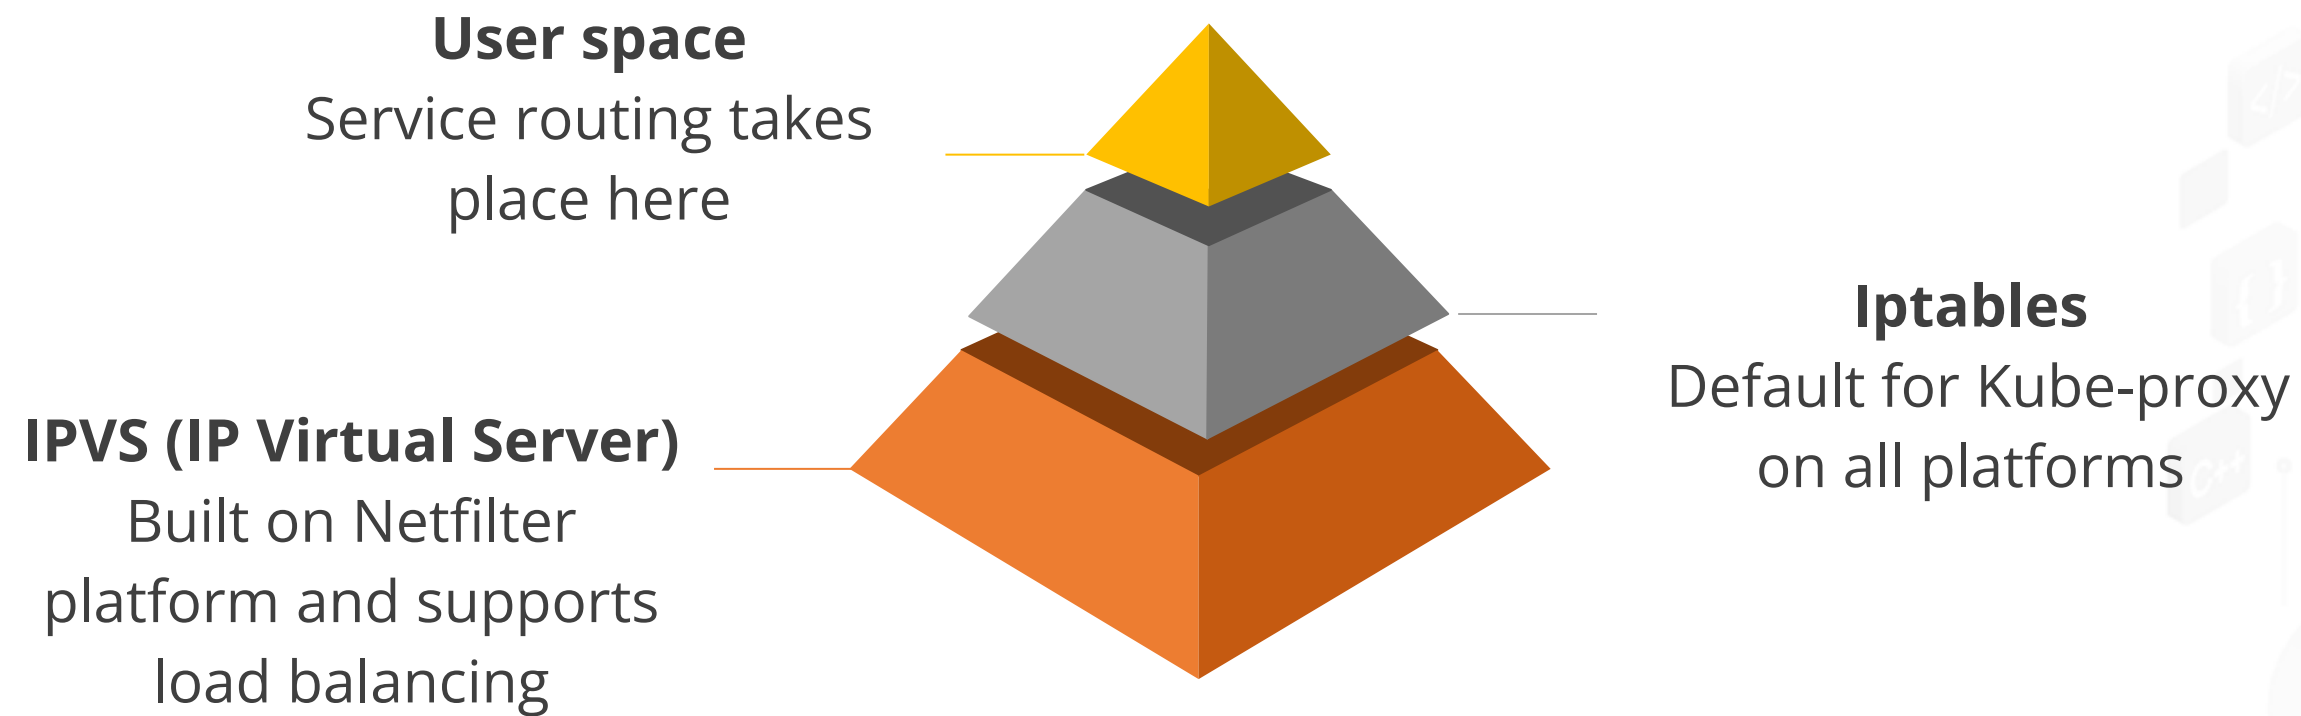 User space
Service routing takes
place here
Iptables
Default for Kube-proxy
on all platforms
IPVS (IP Virtual Server)
Built on Netfilter
platform and supports
load balancing
</>
{ }
C++